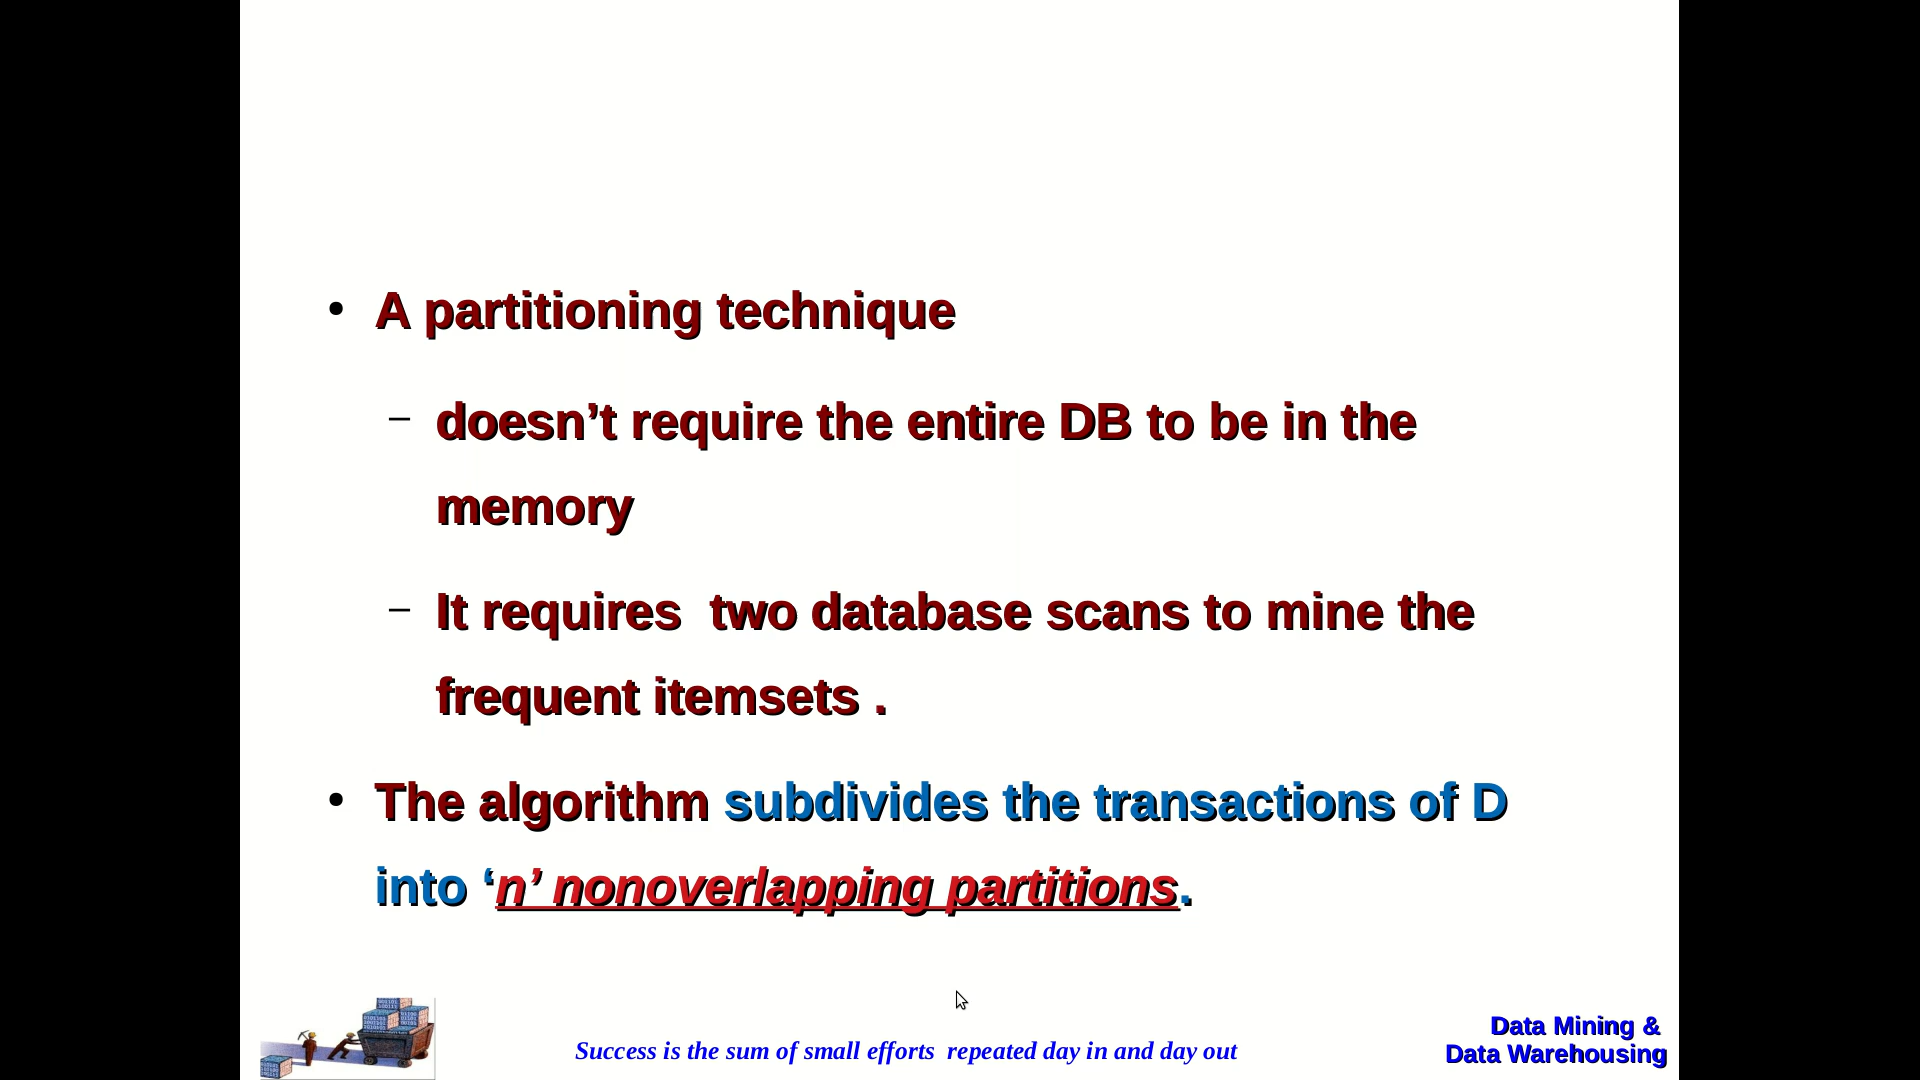 • A partitioning technique
– doesn’t require the entire DB to be in the
memory
– It requires  two database scans to mine the
frequent itemsets .
• The algorithm subdivides the transactions of D
into ‘n’ nonoverlapping partitions.
Success is the sum of small efforts  repeated day in and day out
Data Mining &
Data Warehousing